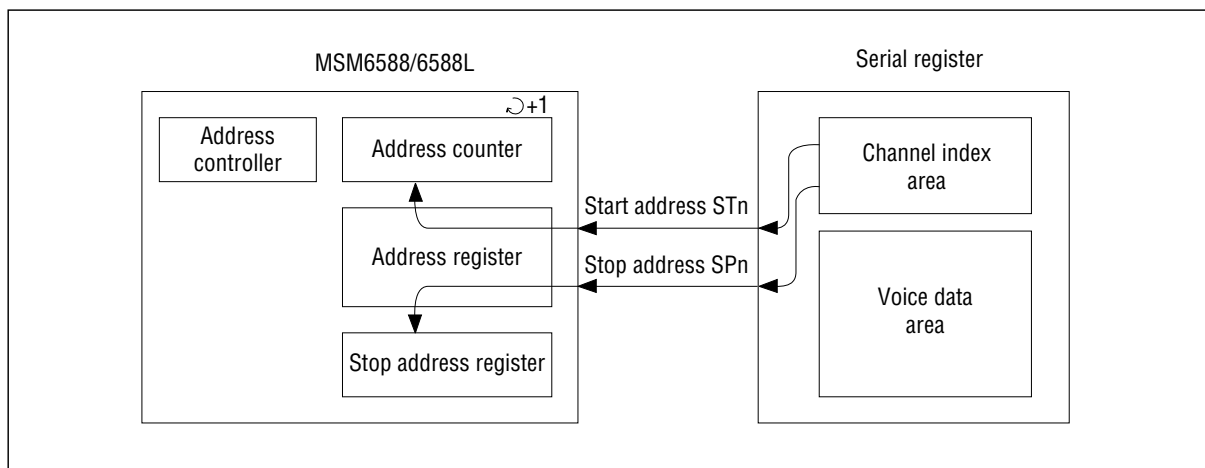 MSM6588/6588L
Serial register
+1
Address
controller
Address counter
Channel index
area
Start address STn
Address register
Stop address SPn
Voice data
area
Stop address register